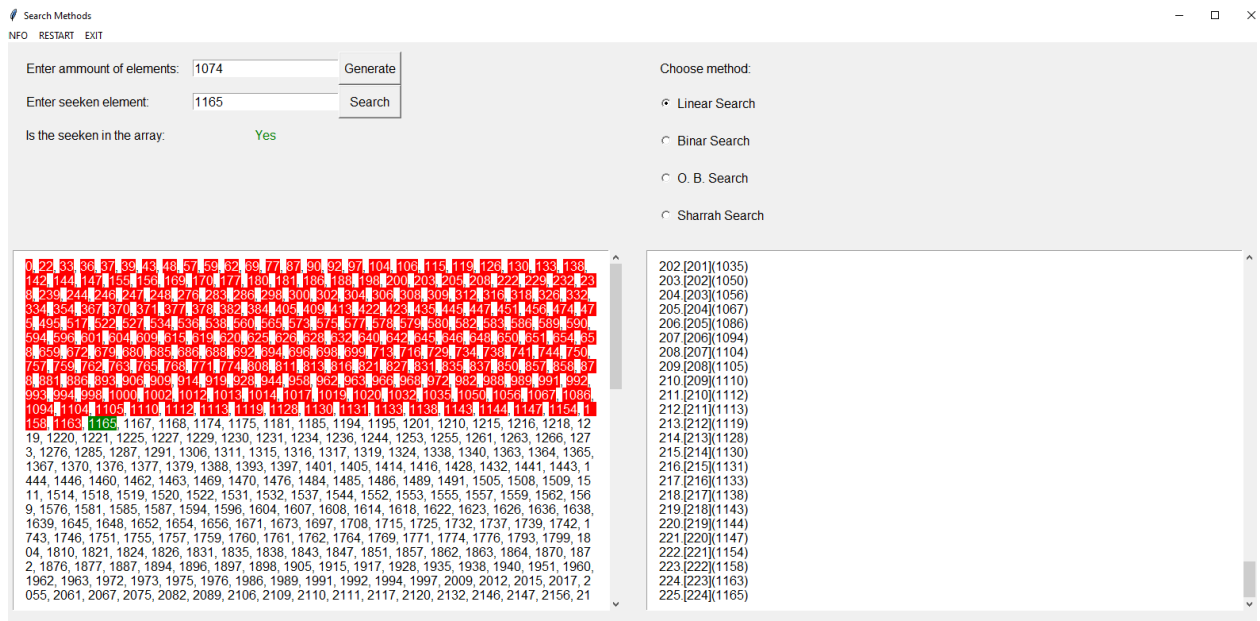 Search Methods
NFO RESTART EXIT
Enter ammount of elements: 1074 Generate
Enter seeken element: 1165 Search
Is the seeken in the array: Yes
Choose method:
Linear Search
Binar Search
O. B. Search
Sharrah Search
0, 22, 33, 36, 37, 39, 43, 48, 57, 59, 62, 69, 77, 87, 90, 92, 97, 104, 106, 115, 119, 126, 130, 133, 138,
142, 144, 147, 155, 156, 169, 170, 177, 180, 181, 186, 188, 198, 200, 203, 205, 208, 222, 229, 232, 23
8, 239, 244, 246, 247, 248, 276, 283, 286, 298, 300, 302, 304, 306, 308, 309, 312, 316, 318, 326, 332,
334, 354, 367, 370, 371, 377, 378, 382, 384, 405, 409, 413, 422, 423, 435, 445, 447, 451, 456, 474, 47
5, 495, 517, 522, 527, 534, 536, 538, 560, 565, 573, 575, 577, 578, 579, 580, 582, 583, 586, 589, 590,
594, 596, 601, 604, 609, 615, 619, 620, 625, 626, 628, 632, 640, 642, 645, 646, 648, 650, 651, 654, 65
8, 659, 672, 679, 680, 685, 686, 688, 692, 694, 696, 698, 699, 713, 716, 729, 734, 738, 741, 744, 750,
757, 759, 762, 763, 765, 768, 771, 774, 808, 811, 813, 816, 821, 827, 831, 835, 837, 850, 857, 858, 87
8, 881, 886, 893, 906, 909, 914, 919, 928, 944, 958, 962, 963, 966, 968, 972, 982, 988, 989, 991, 992,
993, 994, 998, 1000, 1002, 1012, 1013, 1014, 1017, 1019, 1020, 1032, 1035, 1050, 1056, 1067, 1086,
1094, 1104, 1105, 1110, 1112, 1113, 1119, 1128, 1130, 1131, 1133, 1138, 1143, 1144, 1147, 1154, 1
158, 1163, 1165, 1167, 1168, 1174, 1175, 1181, 1185, 1194, 1195, 1201, 1210, 1215, 1216, 1218, 12
19, 1220, 1221, 1225, 1227, 1229, 1230, 1231, 1234, 1236, 1244, 1253, 1255, 1261, 1263, 1266, 127
3, 1276, 1285, 1287, 1291, 1306, 1311, 1315, 1316, 1317, 1319, 1324, 1338, 1340, 1363, 1364, 1365,
1367, 1370, 1376, 1377, 1379, 1388, 1393, 1397, 1401, 1405, 1414, 1416, 1428, 1432, 1441, 1443, 1
444, 1446, 1460, 1462, 1463, 1469, 1470, 1476, 1484, 1485, 1486, 1489, 1491, 1505, 1508, 1509, 15
11, 1514, 1518, 1519, 1520, 1522, 1531, 1532, 1537, 1544, 1552, 1553, 1555, 1557, 1559, 1562, 156
9, 1576, 1581, 1585, 1587, 1594, 1596, 1604, 1607, 1608, 1614, 1618, 1622, 1623, 1626, 1636, 1638,
1639, 1645, 1648, 1652, 1654, 1656, 1671, 1673, 1697, 1708, 1715, 1725, 1732, 1737, 1739, 1742, 1
743, 1746, 1751, 1755, 1757, 1759, 1760, 1761, 1762, 1764, 1769, 1771, 1774, 1776, 1793, 1799, 18
04, 1810, 1821, 1824, 1826, 1831, 1835, 1838, 1843, 1847, 1851, 1857, 1862, 1863, 1864, 1870, 187
2, 1876, 1877, 1887, 1894, 1896, 1897, 1898, 1905, 1915, 1917, 1928, 1935, 1938, 1940, 1951, 1960,
1962, 1963, 1972, 1973, 1975, 1976, 1986, 1989, 1991, 1992, 1994, 1997, 2009, 2012, 2015, 2017, 2
055, 2061, 2067, 2075, 2082, 2089, 2106, 2109, 2110, 2111, 2117, 2120, 2132, 2146, 2147, 2156, 21
202.[201](1035)
203.[202](1050)
204.[203](1056)
205.[204](1067)
206.[205](1086)
207.[206](1094)
208.[207](1104)
209.[208](1105)
210.[209](1110)
211.[210](1112)
212.[211](1113)
213.[212](1119)
214.[213](1128)
215.[214](1130)
216.[215](1131)
217.[216](1133)
218.[217](1138)
219.[218](1143)
220.[219](1144)
221.[220](1147)
222.[221](1154)
223.[222](1158)
224.[223](1163)
225.[224](1165)